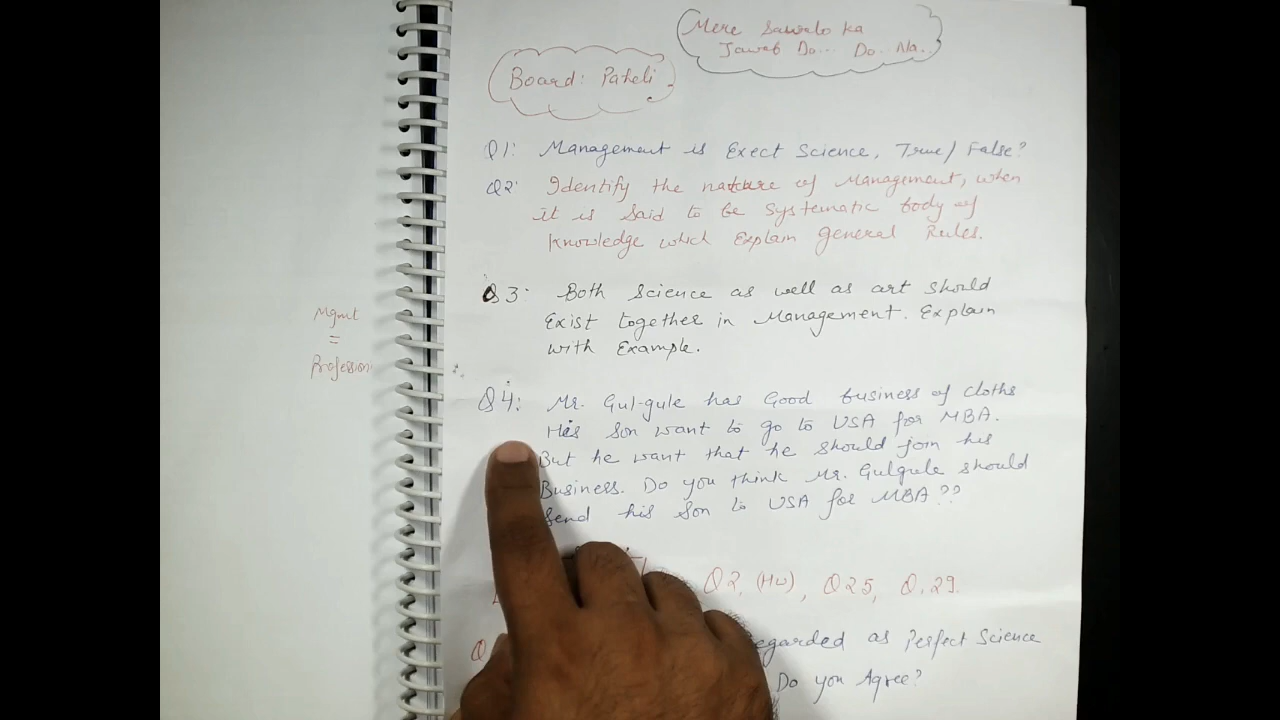 Mere Sawalo ka
Jawab Do... Do.. Na..
Board: Paheli
Q1: Management is Exect Science, True/False?
Q2: Identify the nature of Management, when
it is said to be systematic body of
knowledge which Explain general Rules.
Q3: Both Science as well as art should
Exist together in Management. Explain
with Example.
Mgmt
=
Profession
Q4: Mr. Gul-gule has Good business of cloths
His son want to go to USA for MBA.
But he want that he should join his
Business. Do you think Mr. Gulgule should
send his son to USA for MBA??
Q2. (HW), Q25, Q.29.
Q
egarded as Perfect Science
Do you Agree?